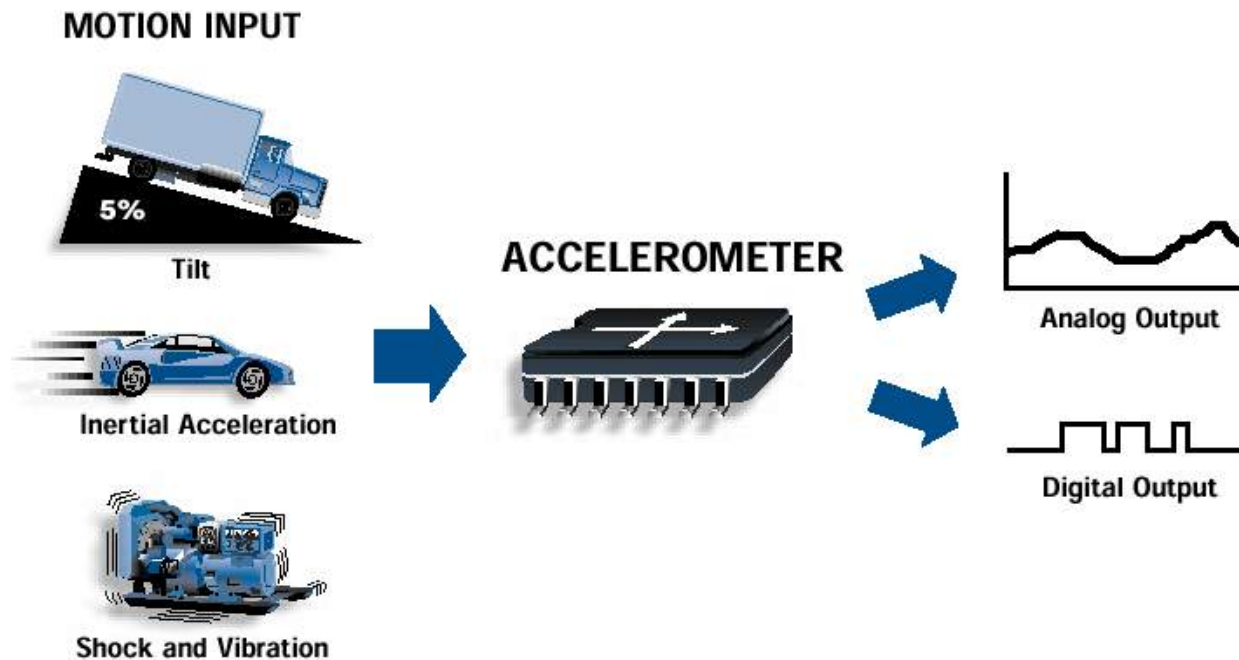 MOTION INPUT
5%
Tilt
Inertial Acceleration
Shock and Vibration
ACCELEROMETER
Analog Output
Digital Output